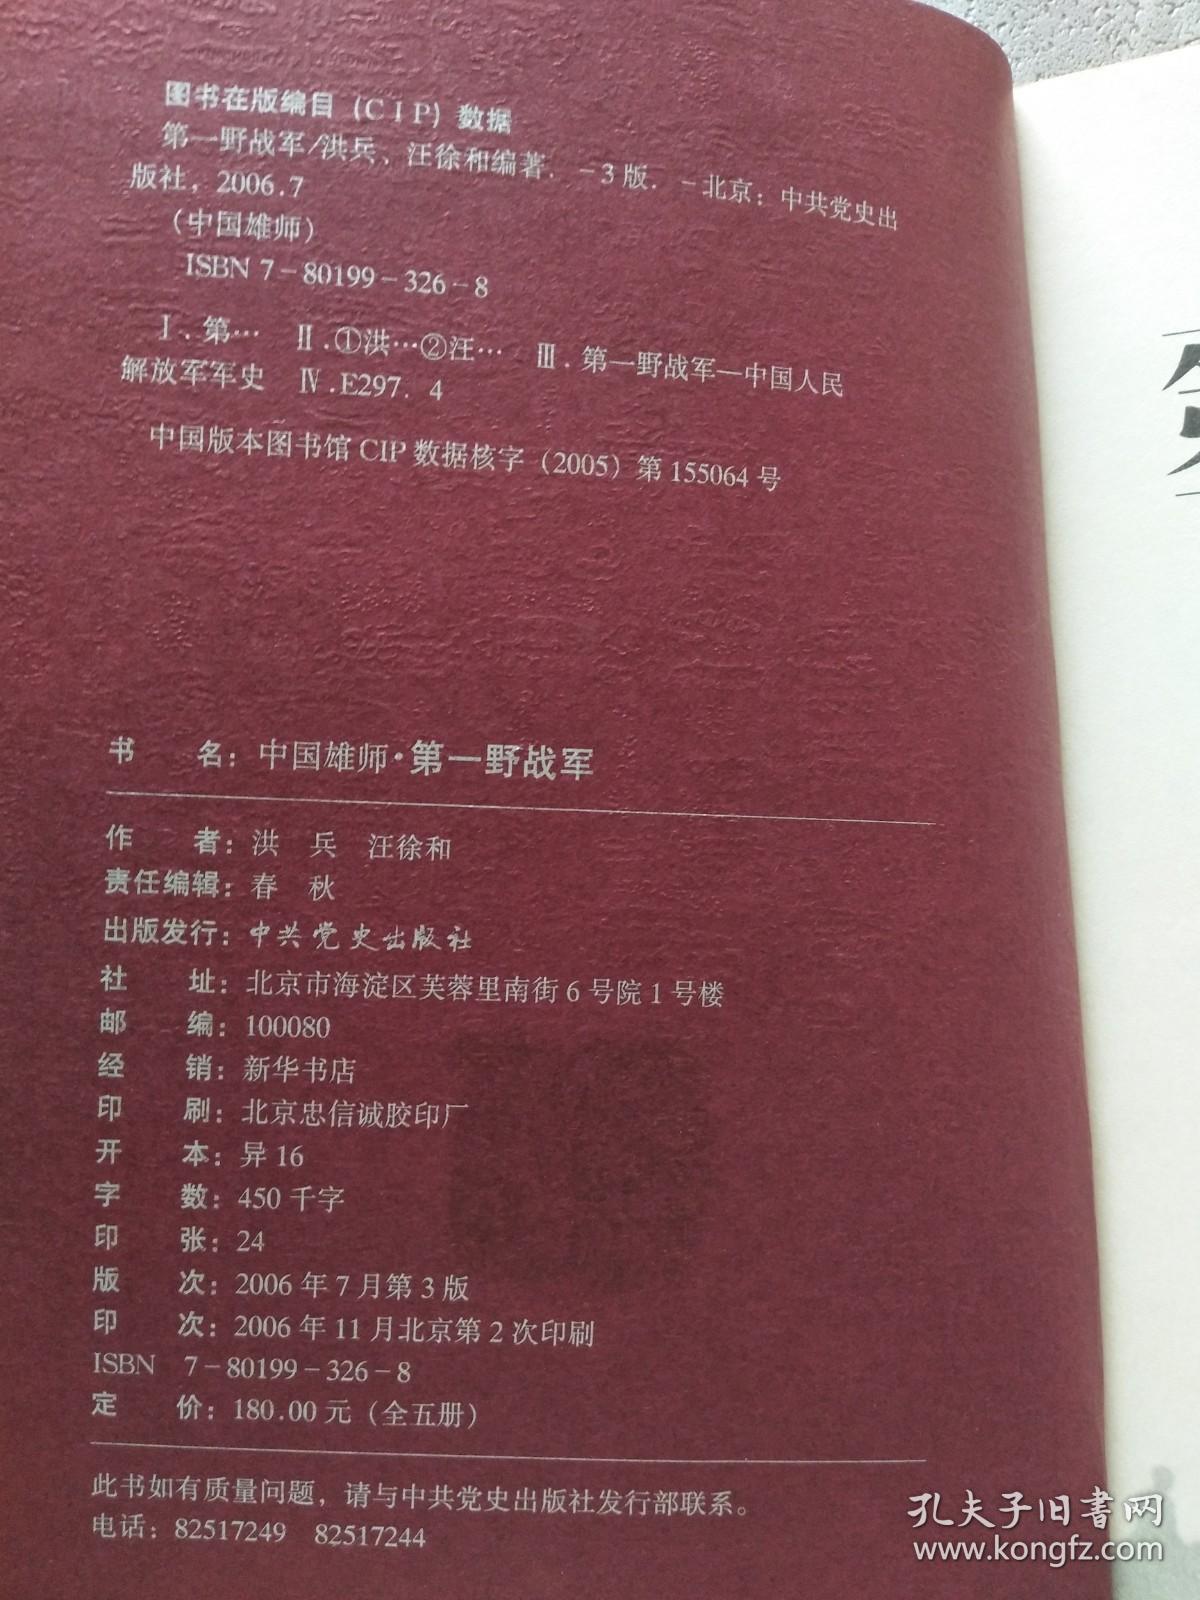 图书在版编目（CIP）数据
第一野战军/洪兵、汪徐和编著. －3版. －北京：中共党史出
版社，2006.7
（中国雄师）
ISBN 7－80199－326－8
Ⅰ.第… Ⅱ.①洪…②汪… Ⅲ.第一野战军—中国人民
解放军军史 Ⅳ.E297.4
中国版本图书馆CIP数据核字（2005）第155064号
书 名：中国雄师·第一野战军
作 者：洪 兵 汪徐和
责任编辑：春 秋
出版发行：中共党史出版社
社 址：北京市海淀区芙蓉里南街6号院1号楼
邮 编：100080
经 销：新华书店
印 刷：北京忠信诚胶印厂
开 本：异16
字 数：450千字
印 张：24
版 次：2006年7月第3版
印 次：2006年11月北京第2次印刷
ISBN 7－80199－326－8
定 价：180.00元（全五册）
此书如有质量问题，请与中共党史出版社发行部联系。
电话：82517249 82517244
孔夫子旧书网
www.kongfz.com